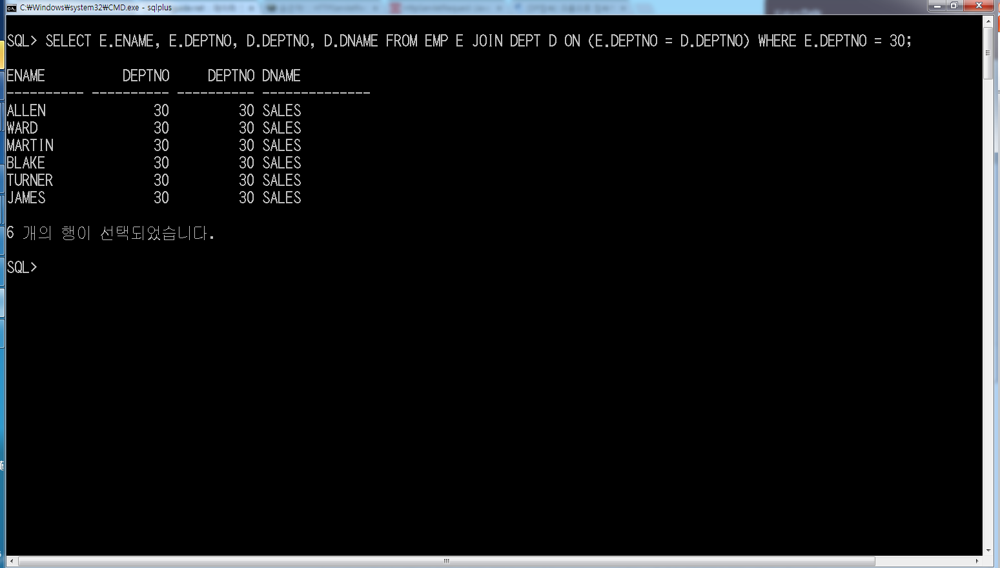 C:₩Windows₩system32₩CMD.exe - sqlplus
SQL> SELECT E.ENAME, E.DEPTNO, D.DEPTNO, D.DNAME FROM EMP E JOIN DEPT D ON (E.DEPTNO = D.DEPTNO) WHERE E.DEPTNO = 30;
ENAME          DEPTNO     DEPTNO DNAME
---------- ---------- ---------- --------------
ALLEN              30         30 SALES
WARD               30         30 SALES
MARTIN             30         30 SALES
BLAKE              30         30 SALES
TURNER             30         30 SALES
JAMES              30         30 SALES
6 개의 행이 선택되었습니다.
SQL>